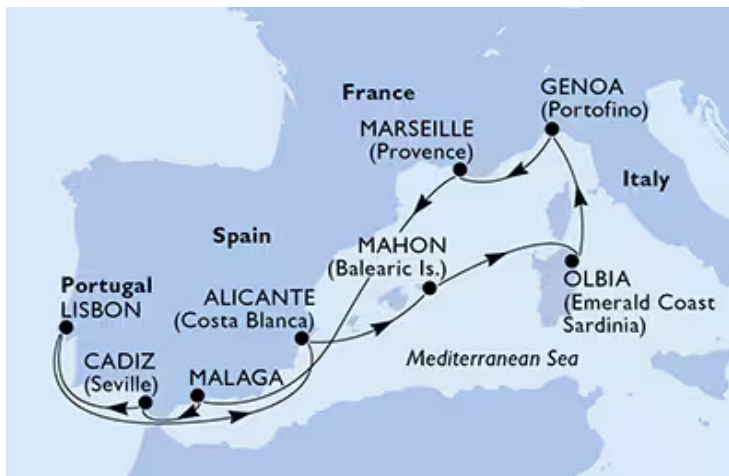 GENOA
(Portofino)
France
MARSEILLE
(Provence)
Italy
Spain
MAHON
(Balearic Is.)
OLBIA
(Emerald Coast
Sardinia)
Portugal
LISBON
ALICANTE
(Costa Blanca)
Mediterranean Sea
CADIZ
(Seville)
MALAGA